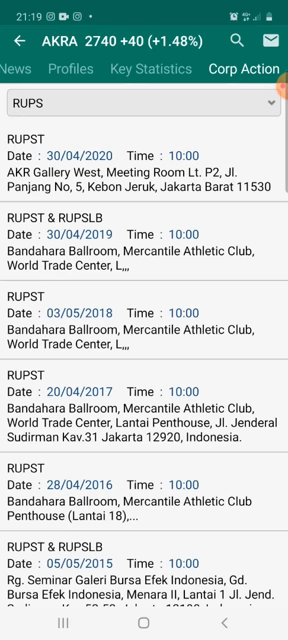 21:19
AKRA 2740 +40 (+1.48%)
News Profiles Key Statistics Corp Action
RUPS
RUPST
Date : 30/04/2020 Time : 10:00
AKR Gallery West, Meeting Room Lt. P2, Jl.
Panjang No, 5, Kebon Jeruk, Jakarta Barat 11530
RUPST & RUPSLB
Date : 30/04/2019 Time : 10:00
Bandahara Ballroom, Mercantile Athletic Club,
World Trade Center, L,,,
RUPST
Date : 03/05/2018 Time : 10:00
Bandahara Ballroom, Mercantile Athletic Club,
World Trade Center, L,,,
RUPST
Date : 20/04/2017 Time : 10:00
Bandahara Ballroom, Mercantile Athletic Club,
World Trade Center, Lantai Penthouse, Jl. Jenderal
Sudirman Kav.31 Jakarta 12920, Indonesia.
RUPST
Date : 28/04/2016 Time : 10:00
Bandahara Ballroom, Mercantile Athletic Club
Penthouse (Lantai 18),...
RUPST & RUPSLB
Date : 05/05/2015 Time : 10:00
Rg. Seminar Galeri Bursa Efek Indonesia, Gd.
Bursa Efek Indonesia, Menara II, Lantai 1 Jl. Jend.